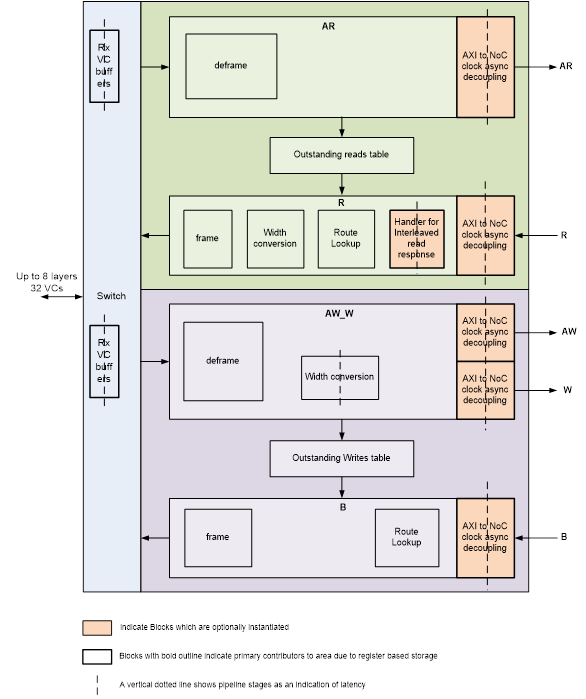 AR
Rx
VC
buff
ers
deframe
AXI to NoC
clock async
decoupling
AR
Outstanding reads table
R
frame
Width
conversion
Route
Lookup
Handler for
Interleaved
read
response
AXI to NoC
clock async
decoupling
R
Up to 8 layers
32 VCs
Switch
AW_W
Rx
VC
buff
ers
deframe
Width conversion
AXI to NoC
clock async
decoupling
AW
AXI to NoC
clock async
decoupling
W
Outstanding Writes table
B
frame
Route
Lookup
AXI to NoC
clock async
decoupling
B
Indicate Blocks which are optionally instantiated
Blocks with bold outline indicate primary contributors to area due to register based storage
A vertical dotted line shows pipeline stages as an indication of latency